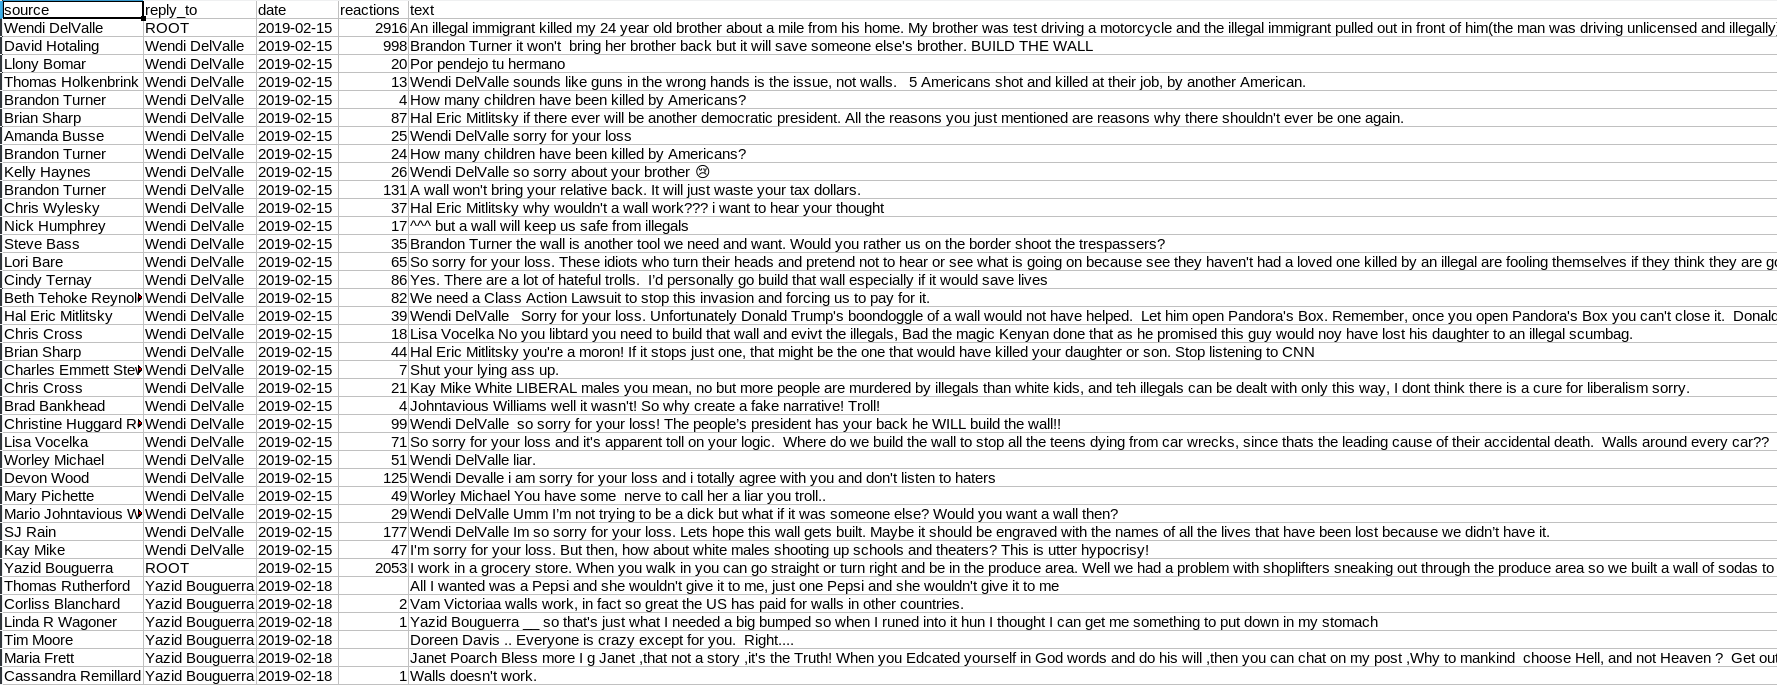 source reply_to date reactions text
Wendi DelValle ROOT 2019-02-15 2916 An illegal immigrant killed my 24 year old brother about a mile from his home. My brother was test driving a motorcycle and the illegal immigrant pulled out in front of him(the man was driving unlicensed and illegally)
David Hotaling Wendi DelValle 2019-02-15 998 Brandon Turner it won't  bring her brother back but it will save someone else's brother. BUILD THE WALL
Llony Bomar Wendi DelValle 2019-02-15 20 Por pendejo tu hermano
Thomas Holkenbrink Wendi DelValle 2019-02-15 13 Wendi DelValle sounds like guns in the wrong hands is the issue, not walls.   5 Americans shot and killed at their job, by another American.
Brandon Turner Wendi DelValle 2019-02-15 4 How many children have been killed by Americans?
Brian Sharp Wendi DelValle 2019-02-15 87 Hal Eric Mitlitsky if there ever will be another democratic president. All the reasons you just mentioned are reasons why there shouldn't ever be one again.
Amanda Busse Wendi DelValle 2019-02-15 25 Wendi DelValle sorry for your loss
Brandon Turner Wendi DelValle 2019-02-15 24 How many children have been killed by Americans?
Kelly Haynes Wendi DelValle 2019-02-15 26 Wendi DelValle so sorry about your brother 😢
Brandon Turner Wendi DelValle 2019-02-15 131 A wall won't bring your relative back. It will just waste your tax dollars.
Chris Wylesky Wendi DelValle 2019-02-15 37 Hal Eric Mitlitsky why wouldn't a wall work??? i want to hear your thought
Nick Humphrey Wendi DelValle 2019-02-15 17 ^^^ but a wall will keep us safe from illegals
Steve Bass Wendi DelValle 2019-02-15 35 Brandon Turner the wall is another tool we need and want. Would you rather us on the border shoot the trespassers?
Lori Bare Wendi DelValle 2019-02-15 65 So sorry for your loss. These idiots who turn their heads and pretend not to hear or see what is going on because see they haven't had a loved one killed by an illegal are fooling themselves if they think they are go
Cindy Ternay Wendi DelValle 2019-02-15 86 Yes. There are a lot of hateful trolls.  I'd personally go build that wall especially if it would save lives
Beth Tehoke Reynol Wendi DelValle 2019-02-15 82 We need a Class Action Lawsuit to stop this invasion and forcing us to pay for it.
Hal Eric Mitlitsky Wendi DelValle 2019-02-15 39 Wendi DelValle   Sorry for your loss. Unfortunately Donald Trump's boondoggle of a wall would not have helped.  Let him open Pandora's Box. Remember, once you open Pandora's Box you can't close it.  Donald
Chris Cross Wendi DelValle 2019-02-15 18 Lisa Vocelka No you libtard you need to build that wall and evivt the illegals, Bad the magic Kenyan done that as he promised this guy would noy have lost his daughter to an illegal scumbag.
Brian Sharp Wendi DelValle 2019-02-15 44 Hal Eric Mitlitsky you're a moron! If it stops just one, that might be the one that would have killed your daughter or son. Stop listening to CNN
Charles Emmett Stev Wendi DelValle 2019-02-15 7 Shut your lying ass up.
Chris Cross Wendi DelValle 2019-02-15 21 Kay Mike White LIBERAL males you mean, no but more people are murdered by illegals than white kids, and teh illegals can be dealt with only this way, I dont think there is a cure for liberalism sorry.
Brad Bankhead Wendi DelValle 2019-02-15 4 Johntavious Williams well it wasn't! So why create a fake narrative! Troll!
Christine Huggard R Wendi DelValle 2019-02-15 99 Wendi DelValle  so sorry for your loss! The people's president has your back he WILL build the wall!!
Lisa Vocelka Wendi DelValle 2019-02-15 71 So sorry for your loss and it's apparent toll on your logic.  Where do we build the wall to stop all the teens dying from car wrecks, since thats the leading cause of their accidental death.  Walls around every car??
Worley Michael Wendi DelValle 2019-02-15 51 Wendi DelValle liar.
Devon Wood Wendi DelValle 2019-02-15 125 Wendi Devalle i am sorry for your loss and i totally agree with you and don't listen to haters
Mary Pichette Wendi DelValle 2019-02-15 49 Worley Michael You have some  nerve to call her a liar you troll..
Mario Johntavious W Wendi DelValle 2019-02-15 29 Wendi DelValle Umm I'm not trying to be a dick but what if it was someone else? Would you want a wall then?
SJ Rain Wendi DelValle 2019-02-15 177 Wendi DelValle Im so sorry for your loss. Lets hope this wall gets built. Maybe it should be engraved with the names of all the lives that have been lost because we didn't have it.
Kay Mike Wendi DelValle 2019-02-15 47 I'm sorry for your loss. But then, how about white males shooting up schools and theaters? This is utter hypocrisy!
Yazid Bouguerra ROOT 2019-02-15 2053 I work in a grocery store. When you walk in you can go straight or turn right and be in the produce area. Well we had a problem with shoplifters sneaking out through the produce area so we built a wall of sodas to
Thomas Rutherford Yazid Bouguerra 2019-02-18 All I wanted was a Pepsi and she wouldn't give it to me, just one Pepsi and she wouldn't give it to me
Corliss Blanchard Yazid Bouguerra 2019-02-18 2 Vam Victoriaa walls work, in fact so great the US has paid for walls in other countries.
Linda R Wagoner Yazid Bouguerra 2019-02-18 1 Yazid Bouguerra __ so that's just what I needed a big bumped so when I runed into it hun I thought I can get me something to put down in my stomach
Tim Moore Yazid Bouguerra 2019-02-18 Doreen Davis .. Everyone is crazy except for you.  Right....
Maria Frett Yazid Bouguerra 2019-02-18 Janet Poarch Bless more I g Janet ,that not a story ,it's the Truth! When you Edcated yourself in God words and do his will ,then you can chat on my post ,Why to mankind  choose Hell, and not Heaven ?  Get out
Cassandra Remillard Yazid Bouguerra 2019-02-18 1 Walls doesn't work.